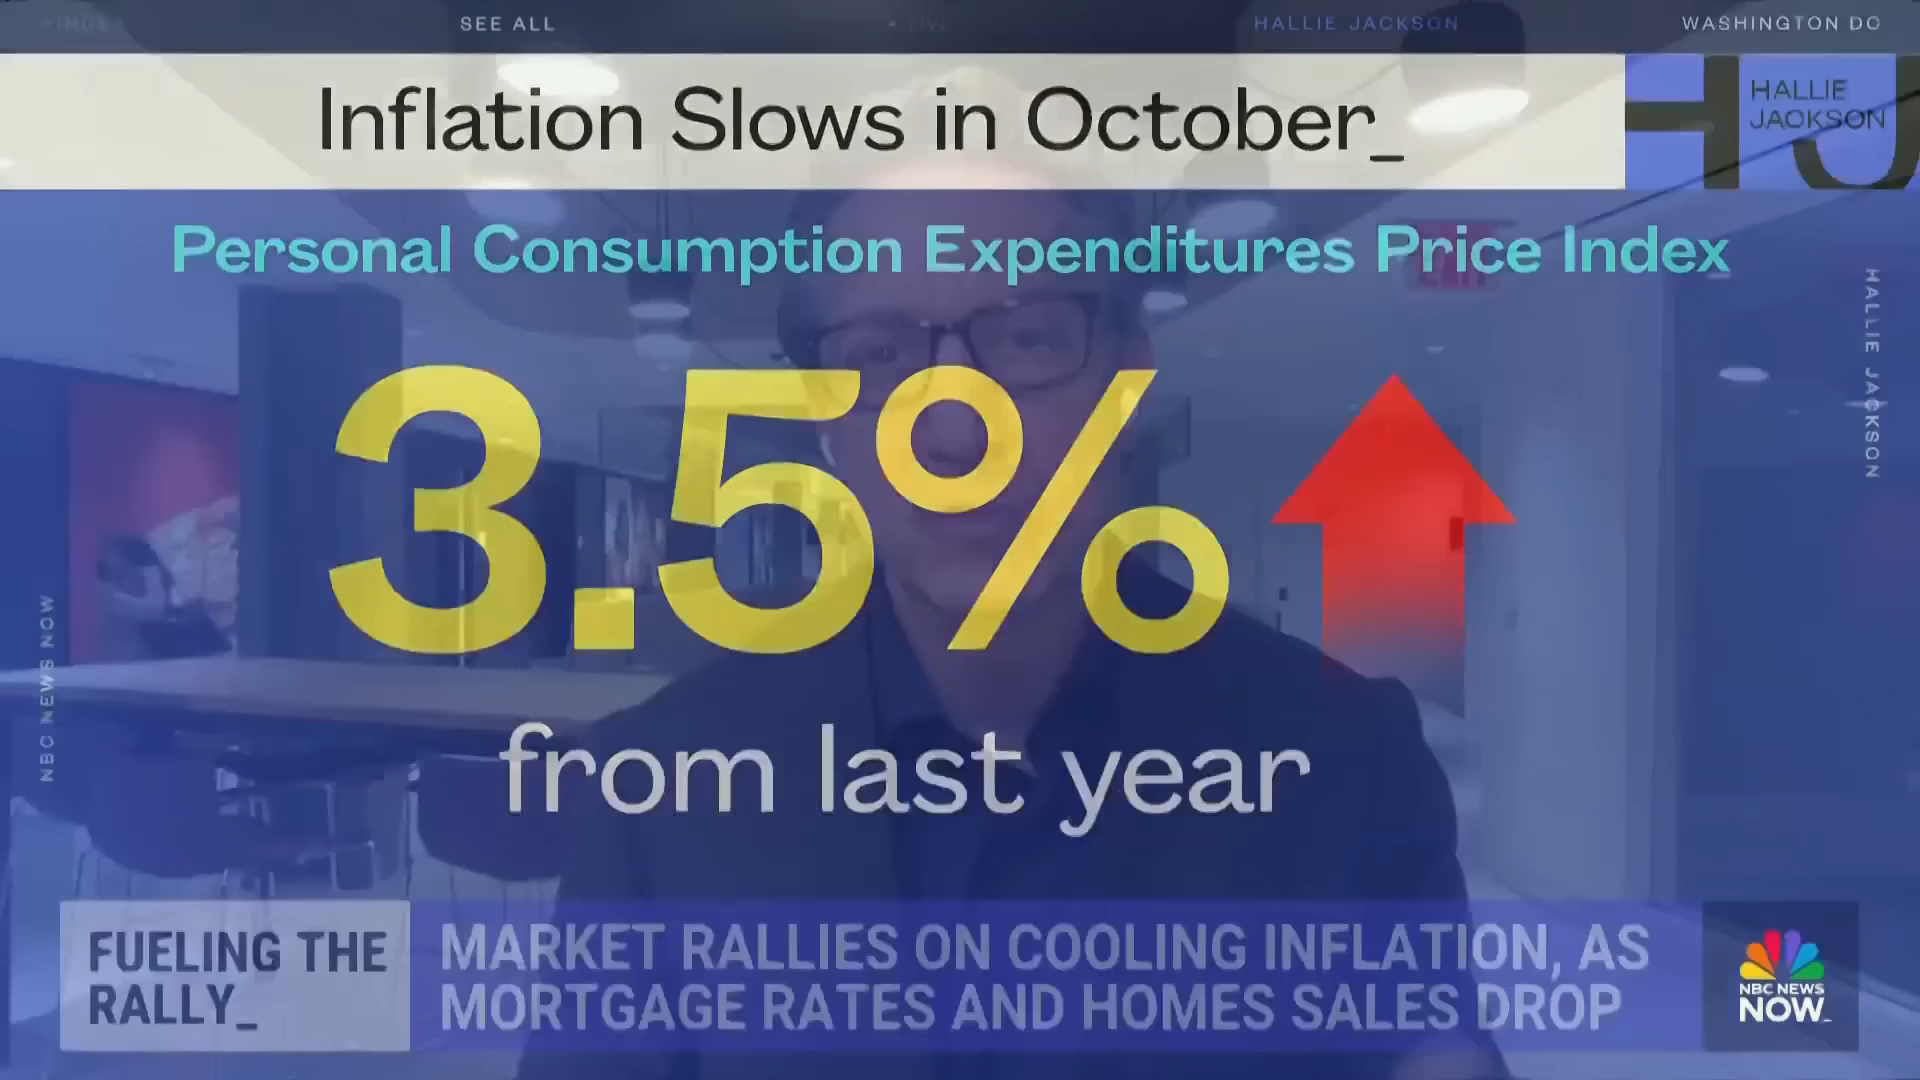 SEE ALL
HALLIE JACKSON
WASHINGTON DC
Inflation Slows in October_
HALLIE
JACKSON
HJ
Personal Consumption Expenditures Price Index
EXIT
3.5%
from last year
HALLIE JACKSON
NBC NEWS NOW
FUELING THE
RALLY_
MARKET RALLIES ON COOLING INFLATION, AS
MORTGAGE RATES AND HOMES SALES DROP
NBC NEWS
NOW_